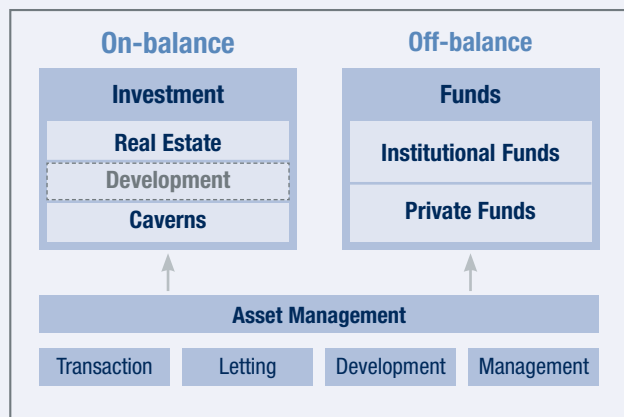 On-balance
Off-balance
Investment
Real Estate
Development
Caverns
Funds
Institutional Funds
Private Funds
Asset Management
Transaction
Letting
Development
Management